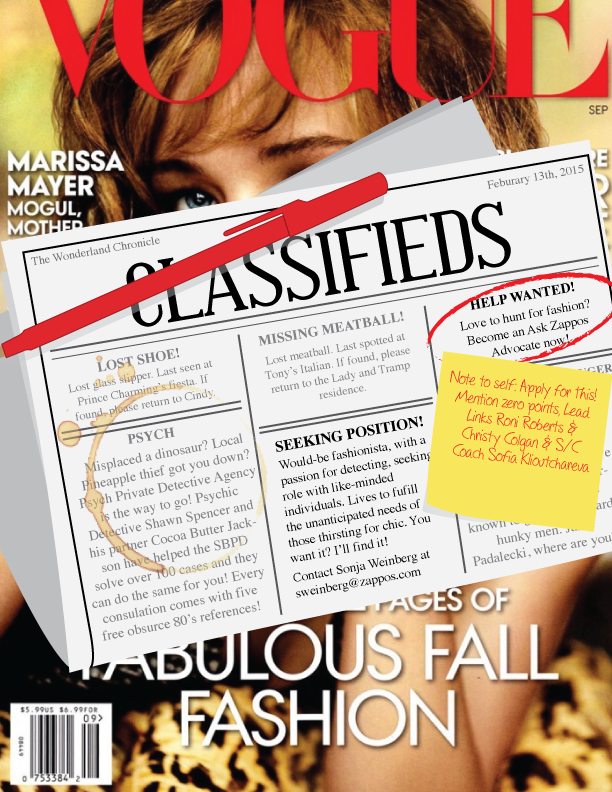 VOGUE
SEP
MARISSA
MAYER
MOGUL,
MOTHER
RE
The Wonderland Chronicle
Feburary 13th, 2015
CLASSIFIEDS
LOST SHOE!
Lost glass slipper. Last seen at
Prince Charming's fiesta. If
found, please return to Cindy.
PSYCH
Misplaced a dinosaur? Local
Pineapple thief got you down?
Psych Private Detective Agency
is the way to go! Psychic
Detective Shawn Spencer and
his partner Cocoa Butter Jack-
son have helped the SBPD
solve over 100 cases and they
can do the same for you! Every
consulation comes with five
free obsurce 80's references!
MISSING MEATBALL!
Lost meatball. Last spotted at
Tony's Italian. If found, please
return to the Lady and Tramp
residence.
SEEKING POSITION!
Would-be fashionista, with a
passion for detecting, seeking
role with like-minded
individuals. Lives to fufill
the unanticipated needs of
those thirsting for chic. You
want it? I'll find it!
Contact Sonja Weinberg at
sweinberg@zappos.com
HELP WANTED!
Love to hunt for fashion?
Become an Ask Zappos
Advocate now!
Note to self: Apply for this!
Mention zero points, Lead
Links Roni Roberts &
Christy Colgan & S/C
Coach Sofia Klioutchaneva
known
hunky men.
Padalecki, where are you
PAGES OF
FABULOUS FALL
FASHION
$5.99US $6.99FOR
09>
0 753384 2